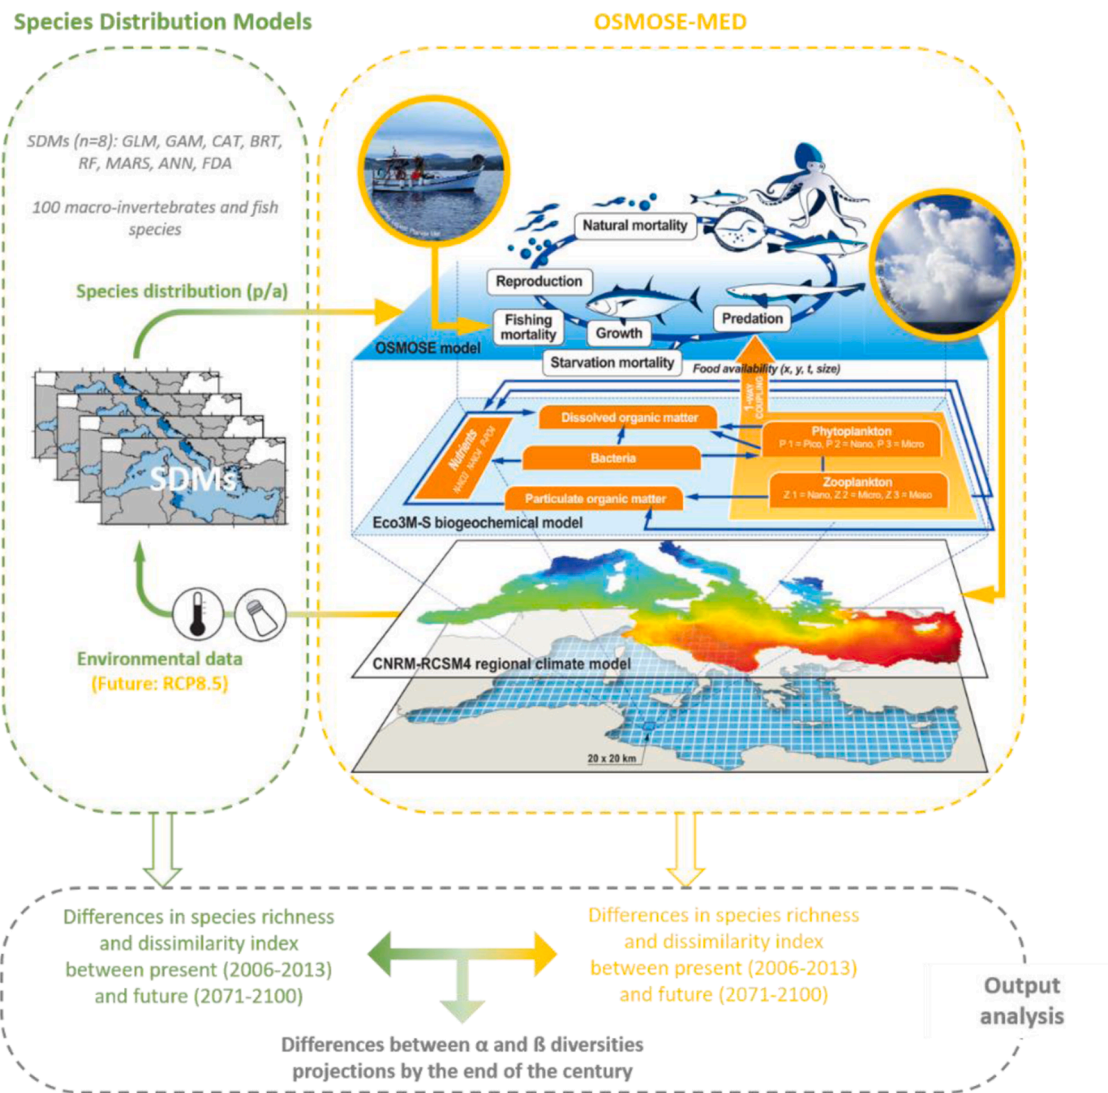 Species Distribution Models
OSMOSE-MED
SDMs (n=8): GLM, GAM, CAT, BRT,
RF, MARS, ANN, FDA
100 macro-invertebrates and fish
species
Species distribution (p/a)
SDMs
Environmental data
(Future: RCP8.5)
Natural mortality
Reproduction
Fishing
mortality
Growth
Predation
Starvation mortality
OSMOSE model
Food availability (x, y, t, size)
1-WAY
COUPLING
Dissolved organic matter
Nutrients
Bacteria
Phytoplankton
P 1 = Pico, P 2 = Nano, P 3 = Micro
Zooplankton
Z 1 = Nano, Z 2 = Micro, Z 3 = Meso
Particulate organic matter
Eco3M-S biogeochemical model
CNRM-RCSM4 regional climate model
20 x 20 km
Differences in species richness
and dissimilarity index
between present (2006-2013)
and future (2071-2100)
Differences in species richness
and dissimilarity index
between present (2006-2013)
and future (2071-2100)
Differences between α and ß diversities
projections by the end of the century
Output
analysis